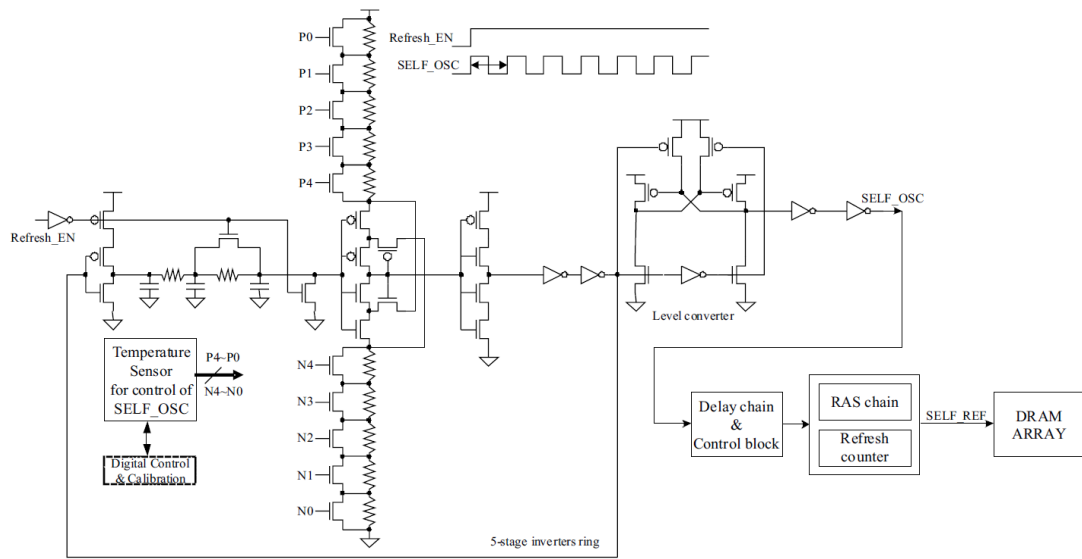 P0
P1
P2
P3
P4
Refresh_EN
SELF_OSC
Refresh_EN
SELF_OSC
Level converter
Temperature
Sensor
for control of
SELF_OSC
P4~P0
N4~N0
Digital Control
& Calibration
N4
N3
N2
N1
N0
Delay chain
&
Control block
RAS chain
Refresh
counter
SELF_REF
DRAM
ARRAY
5-stage inverters ring